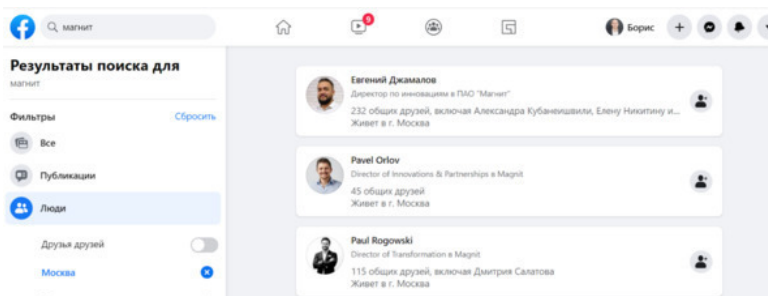 магнит
9
Борис
Результаты поиска для
магнит
Фильтры
Сбросить
Все
Публикации
Люди
Друзья друзей
Москва
Евгений Джамалов
Директор по инновациям в ПАО "Магнит"
232 общих друзей, включая Александра Кубанеишвили, Елену Никитину и...
Живет в г. Москва
Pavel Orlov
Director of Innovations & Partnerships в Magnit
45 общих друзей
Живет в г. Москва
Paul Rogowski
Director of Transformation в Magnit
115 общих друзей, включая Дмитрия Салатова
Живет в г. Москва